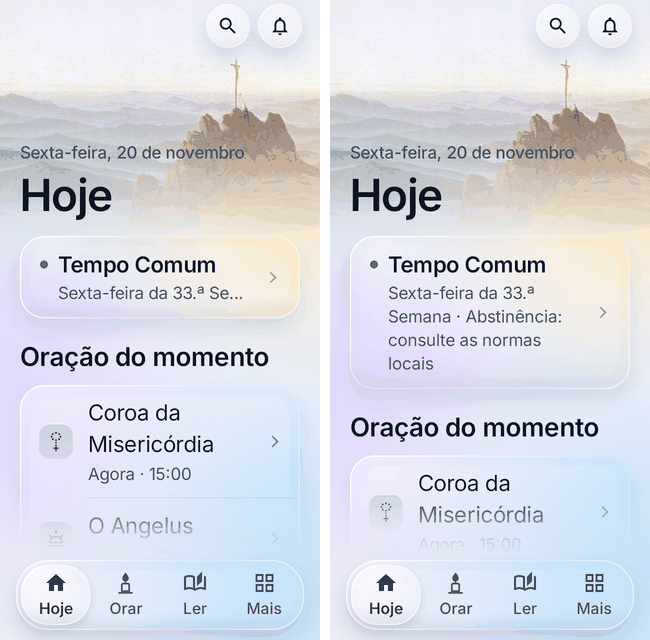 Sexta-feira, 20 de novembro
Hoje
Tempo Comum
Sexta-feira da 33.ª Se...
Oração do momento
Coroa da
Misericórdia
Agora · 15:00
O Angelus
Hoje
Orar
Ler
Mais
Sexta-feira, 20 de novembro
Hoje
Tempo Comum
Sexta-feira da 33.ª
Semana · Abstinência:
consulte as normas
locais
Oração do momento
Coroa da
Misericórdia
Agora · 15:00
Hoje
Orar
Ler
Mais